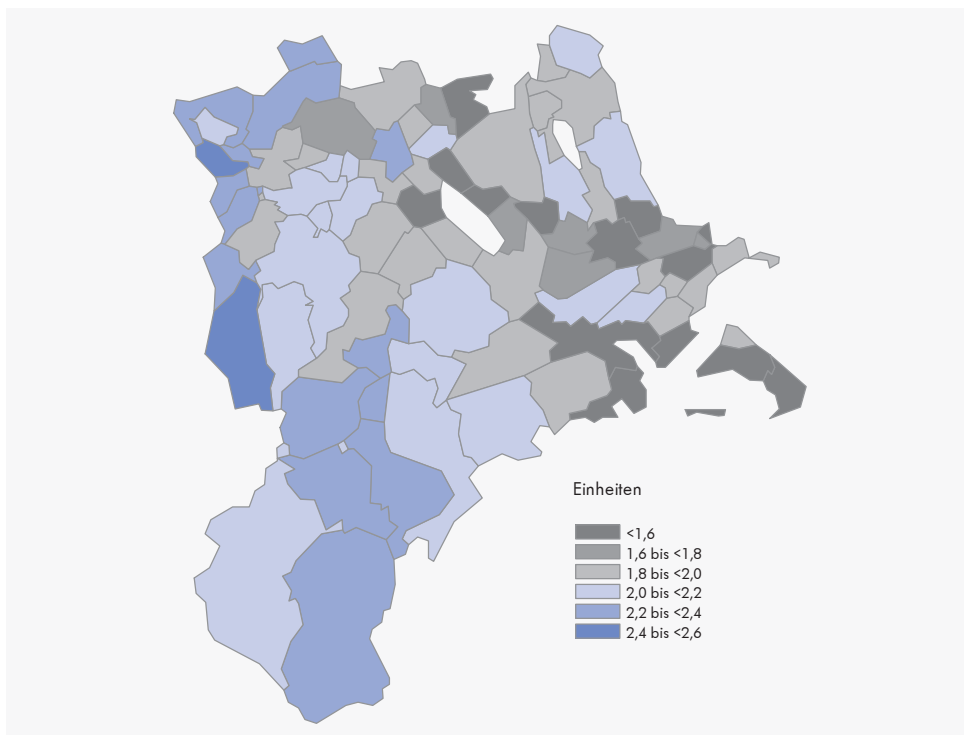 Einheiten
<1,6
1,6 bis <1,8
1,8 bis <2,0
2,0 bis <2,2
2,2 bis <2,4
2,4 bis <2,6